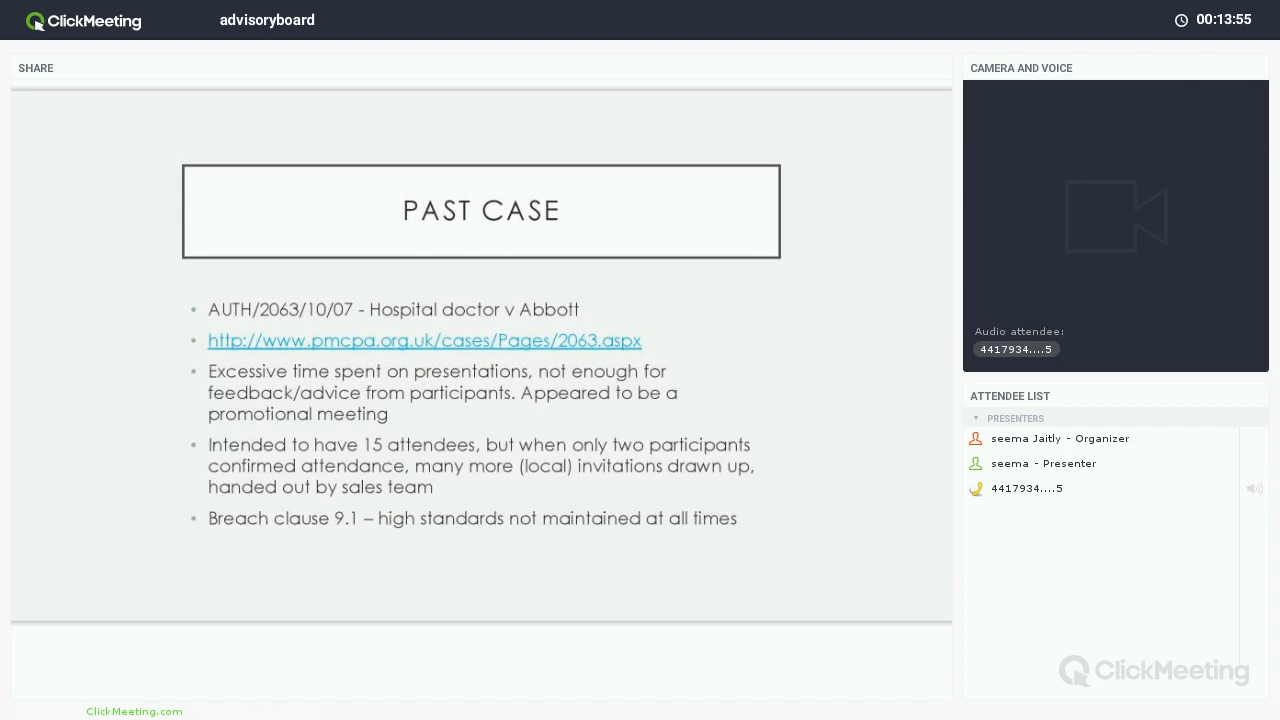 ClickMeeting
advisoryboard
00:13:55
SHARE
PAST CASE
• AUTH/2063/10/07 - Hospital doctor v Abbott
• http://www.pmcpa.org.uk/cases/Pages/2063.aspx
• Excessive time spent on presentations, not enough for
feedback/advice from participants. Appeared to be a
promotional meeting
• Intended to have 15 attendees, but when only two participants
confirmed attendance, many more (local) invitations drawn up,
handed out by sales team
• Breach clause 9.1 – high standards not maintained at all times
CAMERA AND VOICE
Audio attendee:
4417934....5
ATTENDEE LIST
PRESENTERS
seema Jaitly - Organizer
seema - Presenter
4417934....5
ClickMeeting
ClickMeeting.com